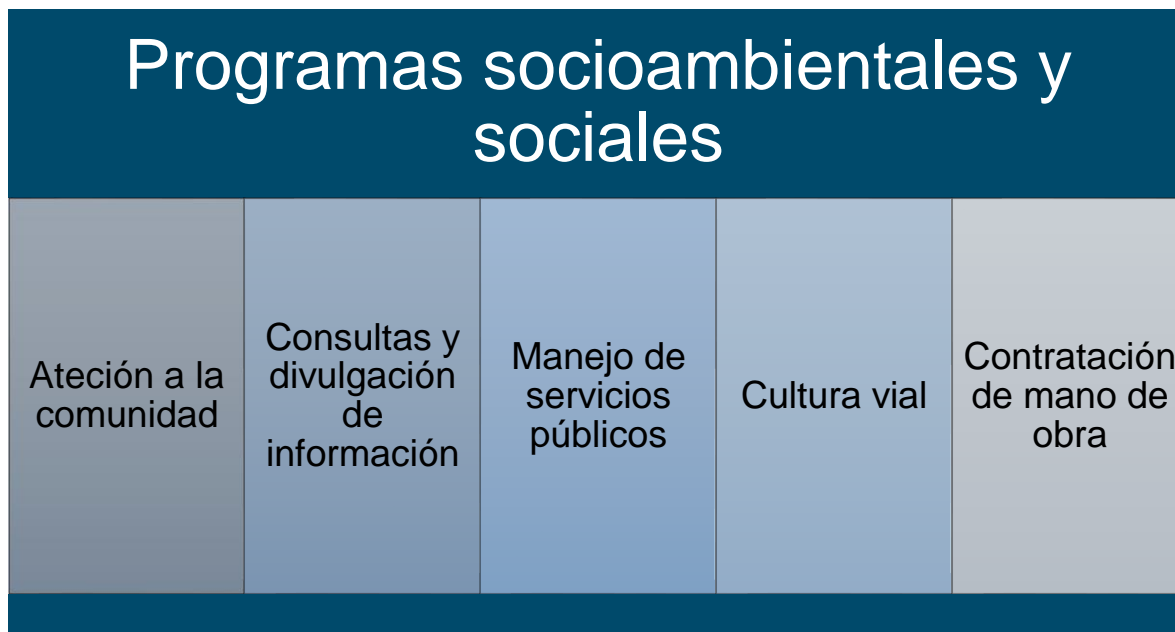 Programas socioambientales y
sociales
Ateción a la
comunidad
Consultas y
divulgación
de
información
Manejo de
servicios
públicos
Cultura vial
Contratación
de mano de
obra